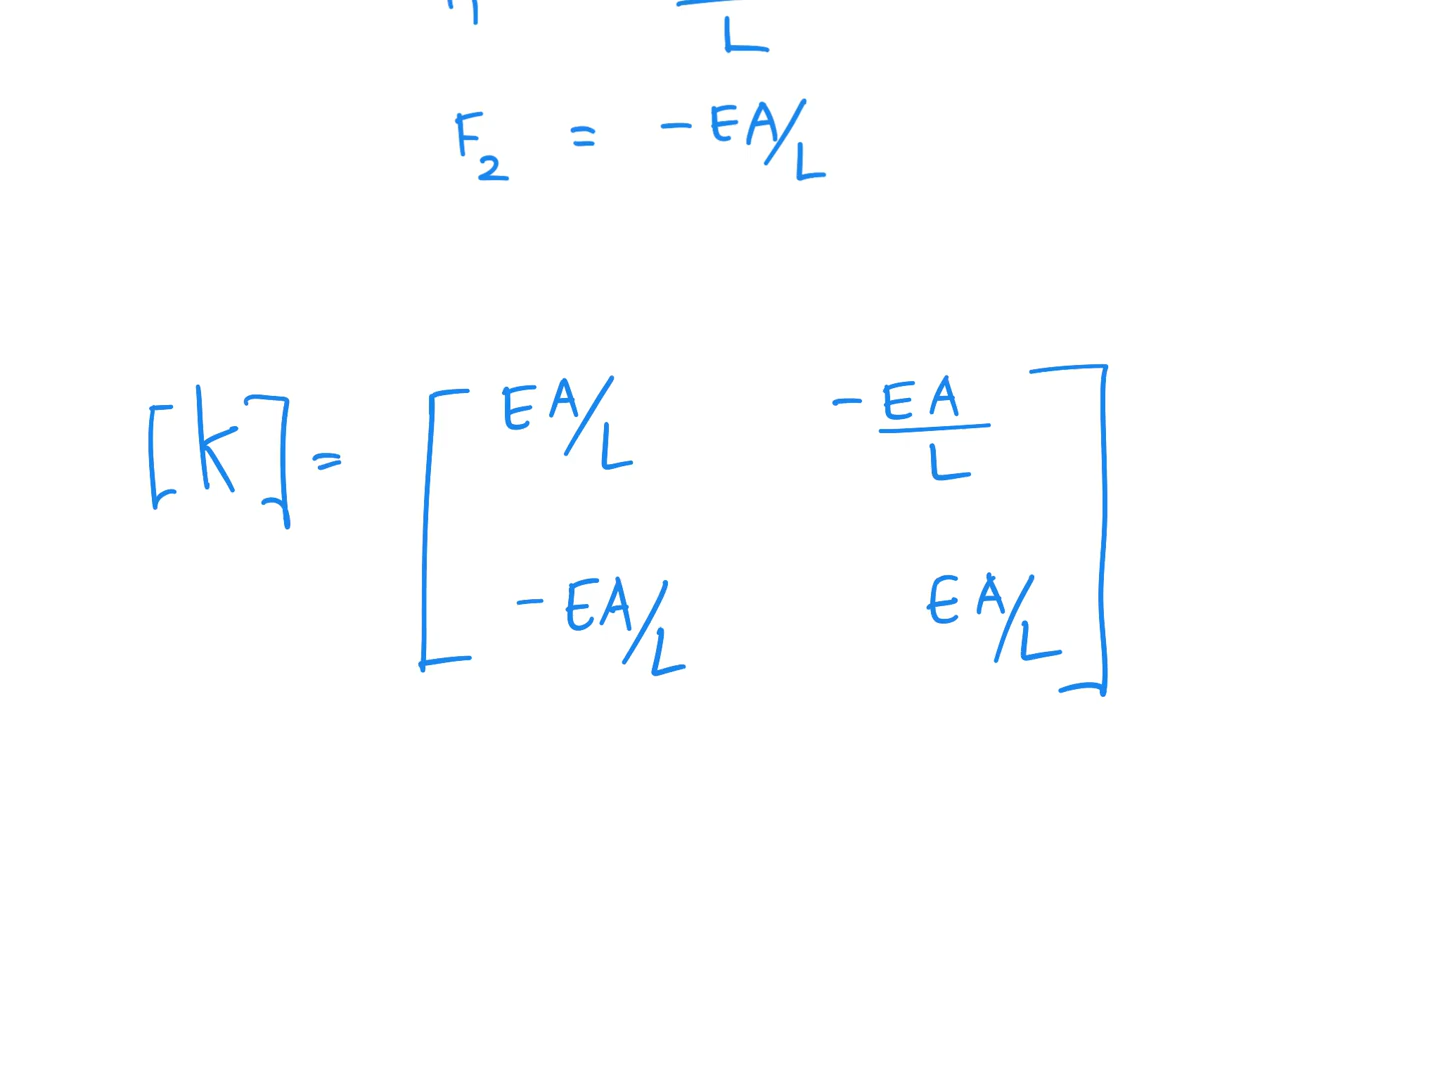 L
F₂ = - EA/L
[k] = [ EA/L - EA/L
- EA/L EA/L ]